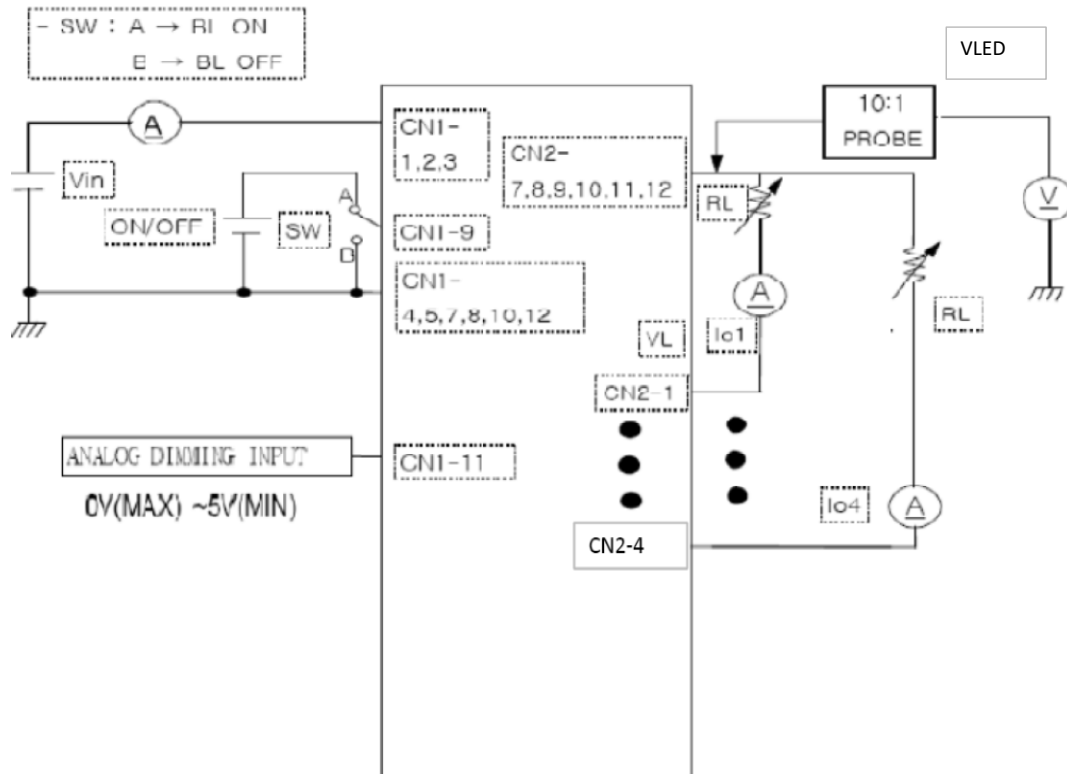 - SW : A → BL ON
B → BL OFF
VLED
A
CN1-
1,2,3
CN2-
7,8,9,10,11,12
10:1
PROBE
Vin
ON/OFF
SW
A
B
CN1-9
RL
V
CN1-
4,5,7,8,10,12
A
RL
VL
Io1
CN2-1
ANALOG DIMMING INPUT
CN1-11
0V(MAX) ~5V(MIN)
Io4
A
CN2-4